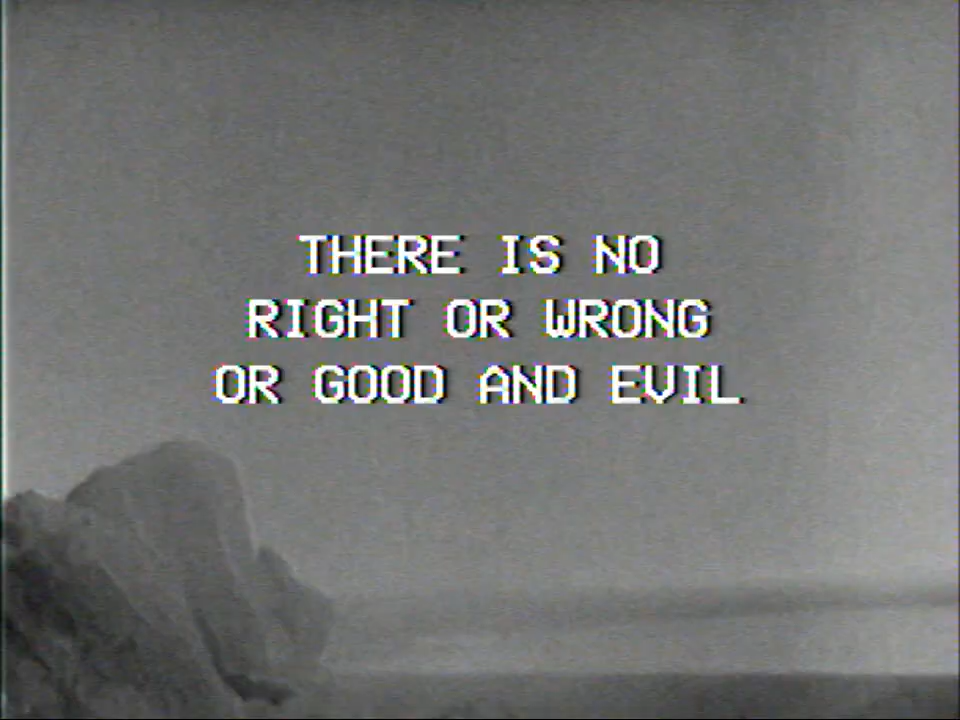 THERE IS NO
RIGHT OR WRONG
OR GOOD AND EVIL